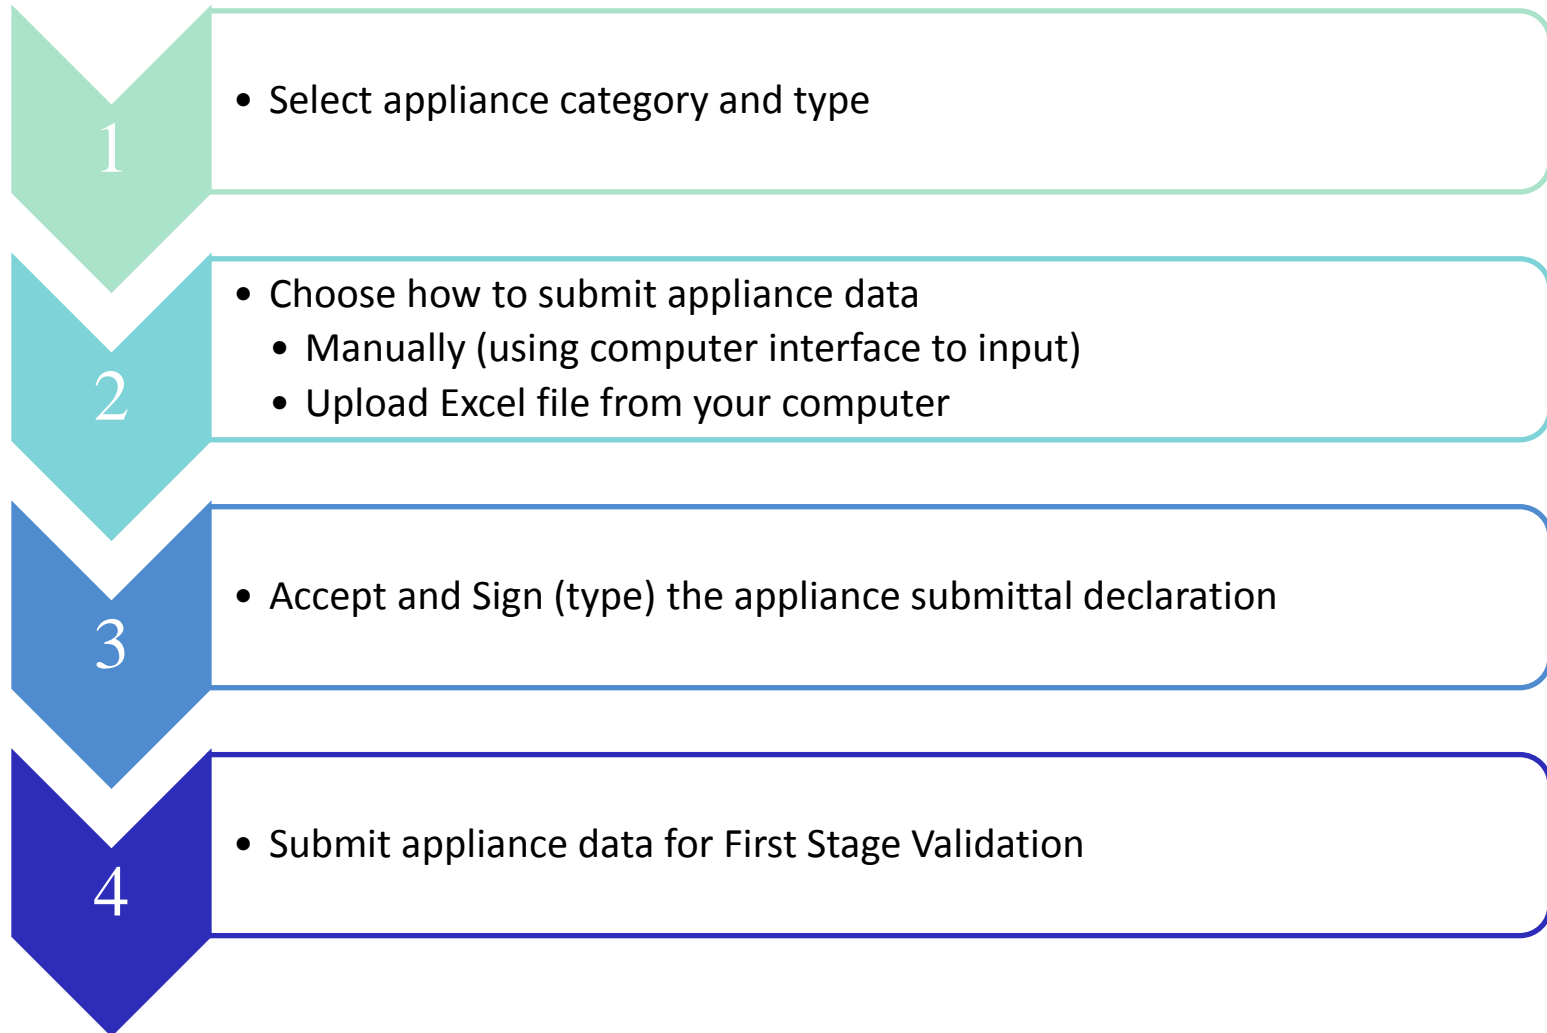 1
• Select appliance category and type
2
• Choose how to submit appliance data
• Manually (using computer interface to input)
• Upload Excel file from your computer
3
• Accept and Sign (type) the appliance submittal declaration
4
• Submit appliance data for First Stage Validation